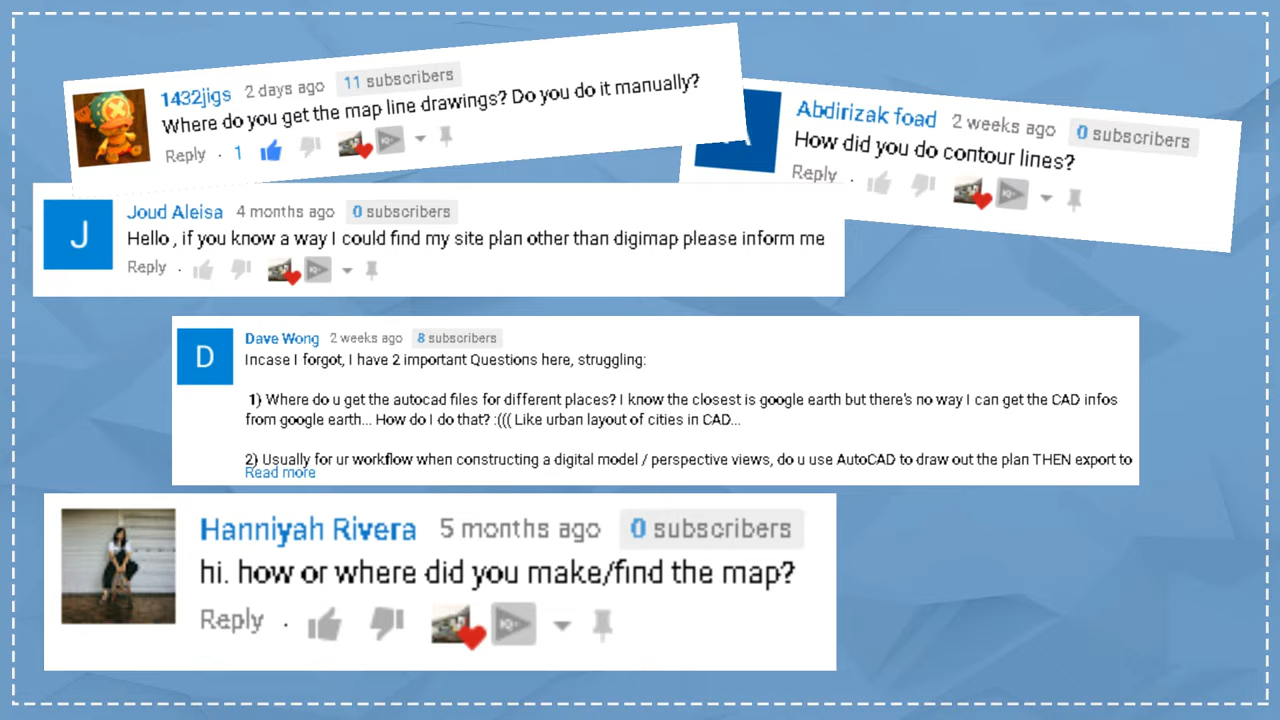 1432jigs 2 days ago 11 subscribers
Where do you get the map line drawings? Do you do it manually?
Reply · 1
Abdirizak foad 2 weeks ago 0 subscribers
How did you do contour lines?
Reply ·
J
Joud Aleisa 4 months ago 0 subscribers
Hello , if you know a way I could find my site plan other than digimap please inform me
Reply ·
D
Dave Wong 2 weeks ago 8 subscribers
Incase I forgot, I have 2 important Questions here, struggling:
1) Where do u get the autocad files for different places? I know the closest is google earth but there's no way I can get the CAD infos
from google earth... How do I do that? :((( Like urban layout of cities in CAD...
2) Usually for ur workflow when constructing a digital model / perspective views, do u use AutoCAD to draw out the plan THEN export to
Read more
Hanniyah Rivera 5 months ago 0 subscribers
hi. how or where did you make/find the map?
Reply ·